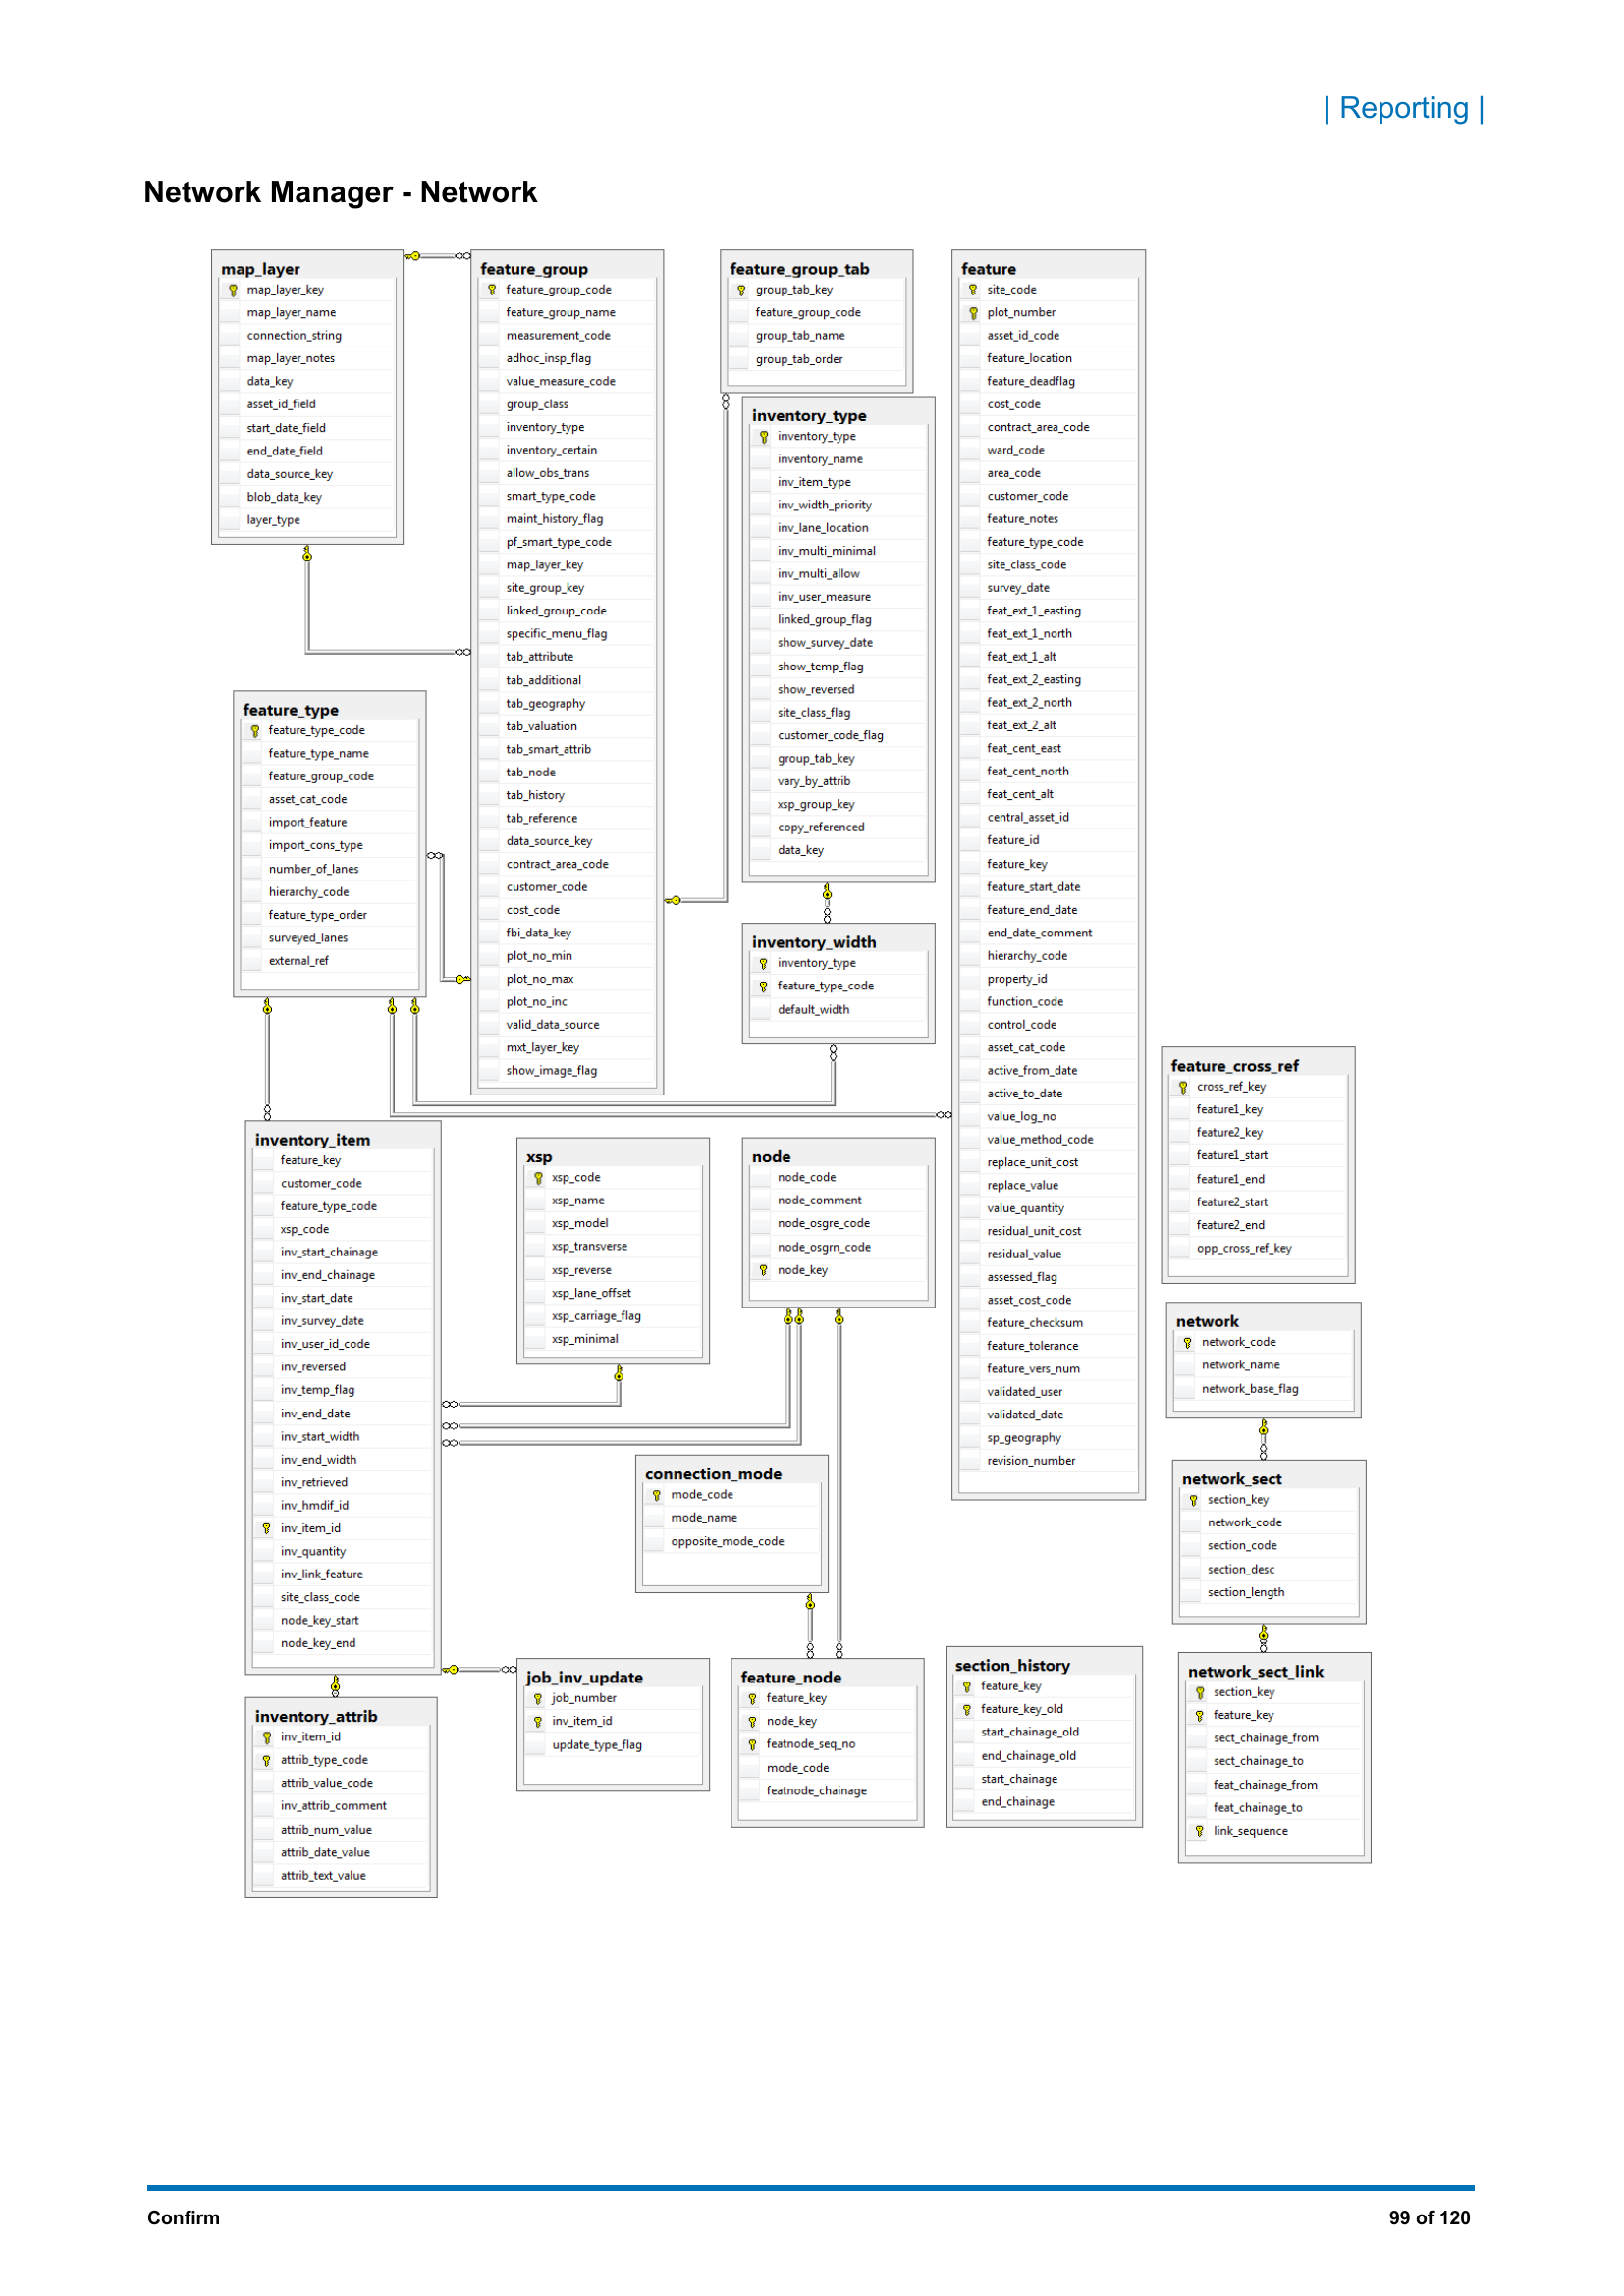 | Reporting |
Network Manager - Network
map_layer
map_layer_key
map_layer_name
connection_string
map_layer_notes
data_key
asset_id_field
start_date_field
end_date_field
data_source_key
blob_data_key
layer_type
feature_group
feature_group_code
feature_group_name
measurement_code
adhoc_insp_flag
value_measure_code
group_class
inventory_type
inventory_certain
allow_obs_trans
smart_type_code
maint_history_flag
pf_smart_type_code
map_layer_key
site_group_key
linked_group_code
specific_menu_flag
tab_attribute
tab_additional
tab_geography
tab_valuation
tab_smart_attrib
tab_node
tab_history
tab_reference
data_source_key
contract_area_code
customer_code
cost_code
fbi_data_key
plot_no_min
plot_no_max
plot_no_inc
valid_data_source
mxt_layer_key
show_image_flag
feature_group_tab
group_tab_key
feature_group_code
group_tab_name
group_tab_order
inventory_type
inventory_type
inventory_name
inv_item_type
inv_width_priority
inv_lane_location
inv_multi_minimal
inv_multi_allow
inv_user_measure
linked_group_flag
show_survey_date
show_temp_flag
show_reversed
site_class_flag
customer_code_flag
group_tab_key
vary_by_attrib
xsp_group_key
copy_referenced
data_key
inventory_width
inventory_type
feature_type_code
default_width
feature
site_code
plot_number
asset_id_code
feature_location
feature_deadflag
cost_code
contract_area_code
ward_code
area_code
customer_code
feature_notes
feature_type_code
site_class_code
survey_date
feat_ext_1_easting
feat_ext_1_north
feat_ext_1_alt
feat_ext_2_easting
feat_ext_2_north
feat_ext_2_alt
feat_cent_east
feat_cent_north
feat_cent_alt
central_asset_id
feature_id
feature_key
feature_start_date
feature_end_date
end_date_comment
hierarchy_code
property_id
function_code
control_code
asset_cat_code
active_from_date
active_to_date
value_log_no
value_method_code
replace_unit_cost
replace_value
value_quantity
residual_unit_cost
residual_value
assessed_flag
asset_cost_code
feature_checksum
feature_tolerance
feature_vers_num
validated_user
validated_date
sp_geography
revision_number
feature_type
feature_type_code
feature_type_name
feature_group_code
asset_cat_code
import_feature
import_cons_type
number_of_lanes
hierarchy_code
feature_type_order
surveyed_lanes
external_ref
feature_cross_ref
cross_ref_key
feature1_key
feature2_key
feature1_start
feature1_end
feature2_start
feature2_end
opp_cross_ref_key
inventory_item
feature_key
customer_code
feature_type_code
xsp_code
inv_start_chainage
inv_end_chainage
inv_start_date
inv_survey_date
inv_user_id_code
inv_reversed
inv_temp_flag
inv_end_date
inv_start_width
inv_end_width
inv_retrieved
inv_hmdif_id
inv_item_id
inv_quantity
inv_link_feature
site_class_code
node_key_start
node_key_end
xsp
xsp_code
xsp_name
xsp_model
xsp_transverse
xsp_reverse
xsp_lane_offset
xsp_carriage_flag
xsp_minimal
node
node_code
node_comment
node_osgre_code
node_osgrn_code
node_key
network
network_code
network_name
network_base_flag
connection_mode
mode_code
mode_name
opposite_mode_code
network_sect
section_key
network_code
section_code
section_desc
section_length
inventory_attrib
inv_item_id
attrib_type_code
attrib_value_code
inv_attrib_comment
attrib_num_value
attrib_date_value
attrib_text_value
job_inv_update
job_number
inv_item_id
update_type_flag
feature_node
feature_key
node_key
featnode_seq_no
mode_code
featnode_chainage
section_history
feature_key
feature_key_old
start_chainage_old
end_chainage_old
start_chainage
end_chainage
network_sect_link
section_key
feature_key
sect_chainage_from
sect_chainage_to
feat_chainage_from
feat_chainage_to
link_sequence
Confirm
99 of 120